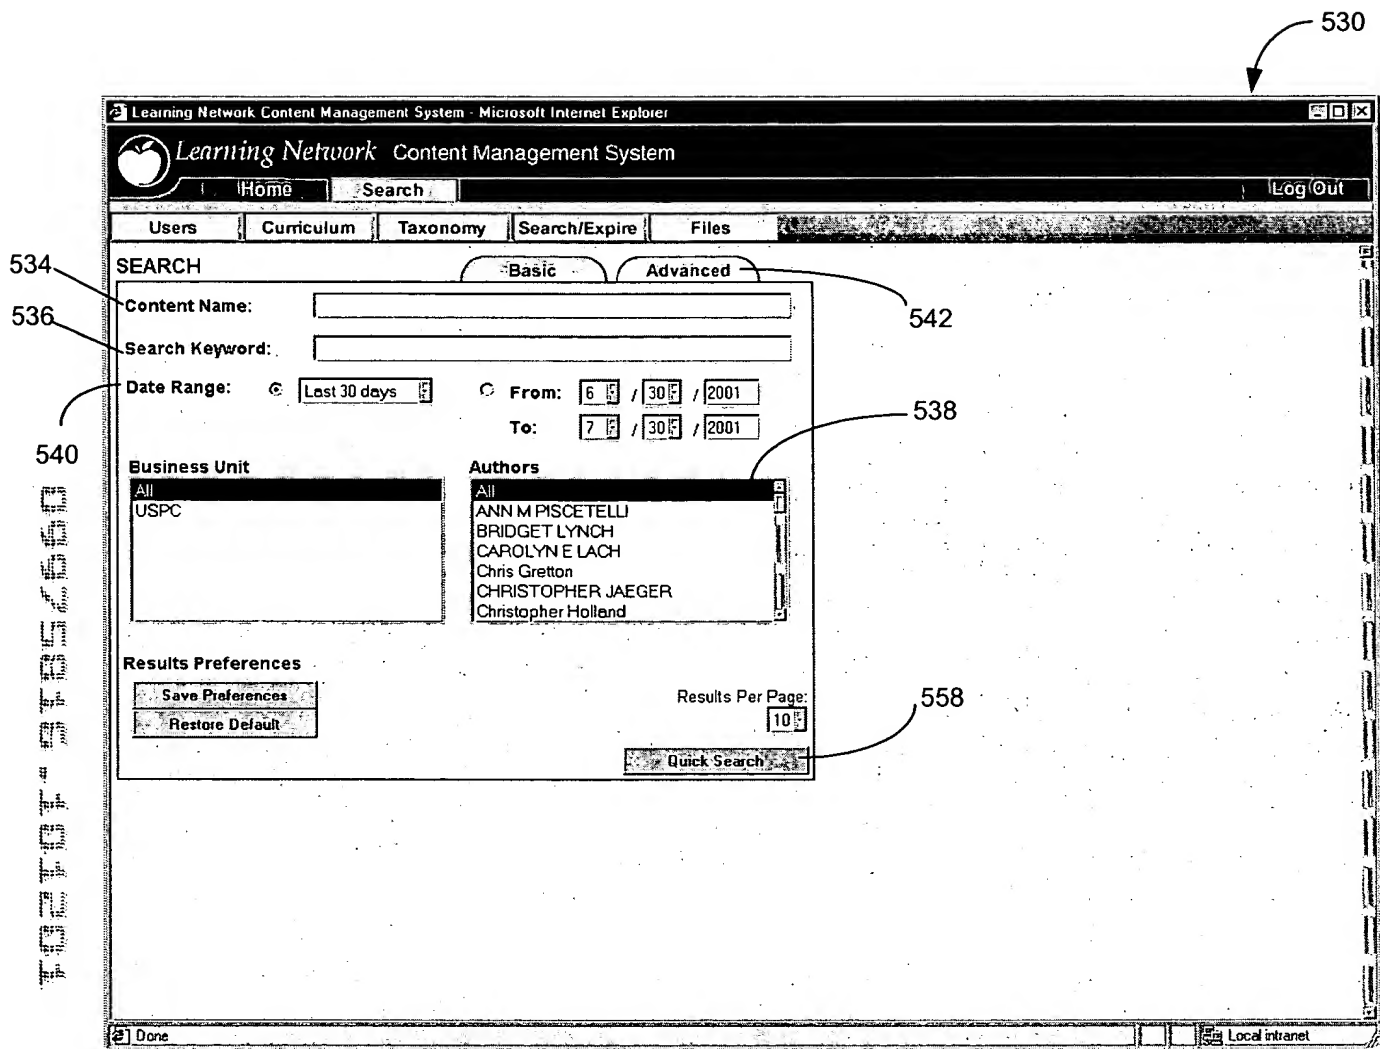 530
Learning Network Content Management System - Microsoft Internet Explorer
Learning Network Content Management System
Home Search Log Out
Users Curriculum Taxonomy Search/Expire Files
534
SEARCH Basic Advanced
542
Content Name:
536
Search Keyword:
540
Date Range: Last 30 days From: 6 / 30 / 2001
To: 7 / 30 / 2001
538
Business Unit Authors
All All
USPC ANN M PISCETELLI
BRIDGET LYNCH
CAROLYN E LACH
Chris Gretton
CHRISTOPHER JAEGER
Christopher Holland
Results Preferences
Save Preferences Results Per Page:
558
Restore Default 10
Quick Search
Done Local intranet